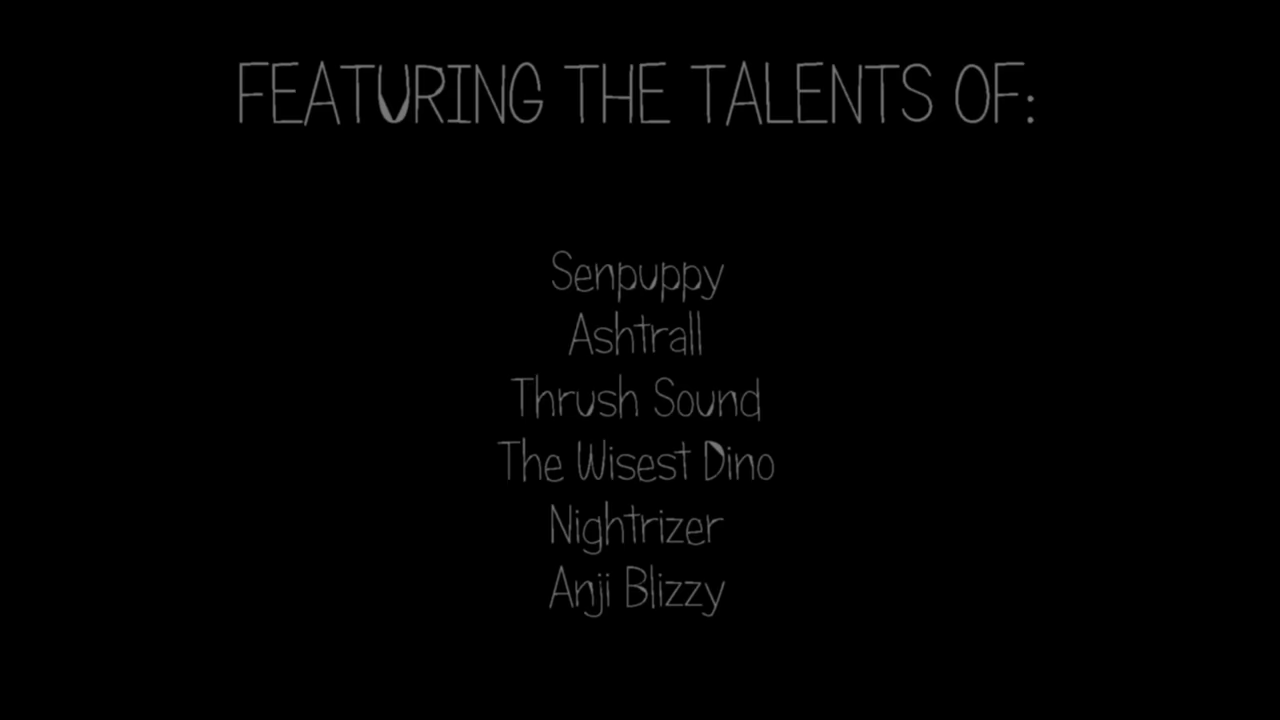 FEATURING THE TALENTS OF:
Senpuppy
Ashtrall
Thrush Sound
The Wisest Dino
Nightrizer
Anji Blizzy